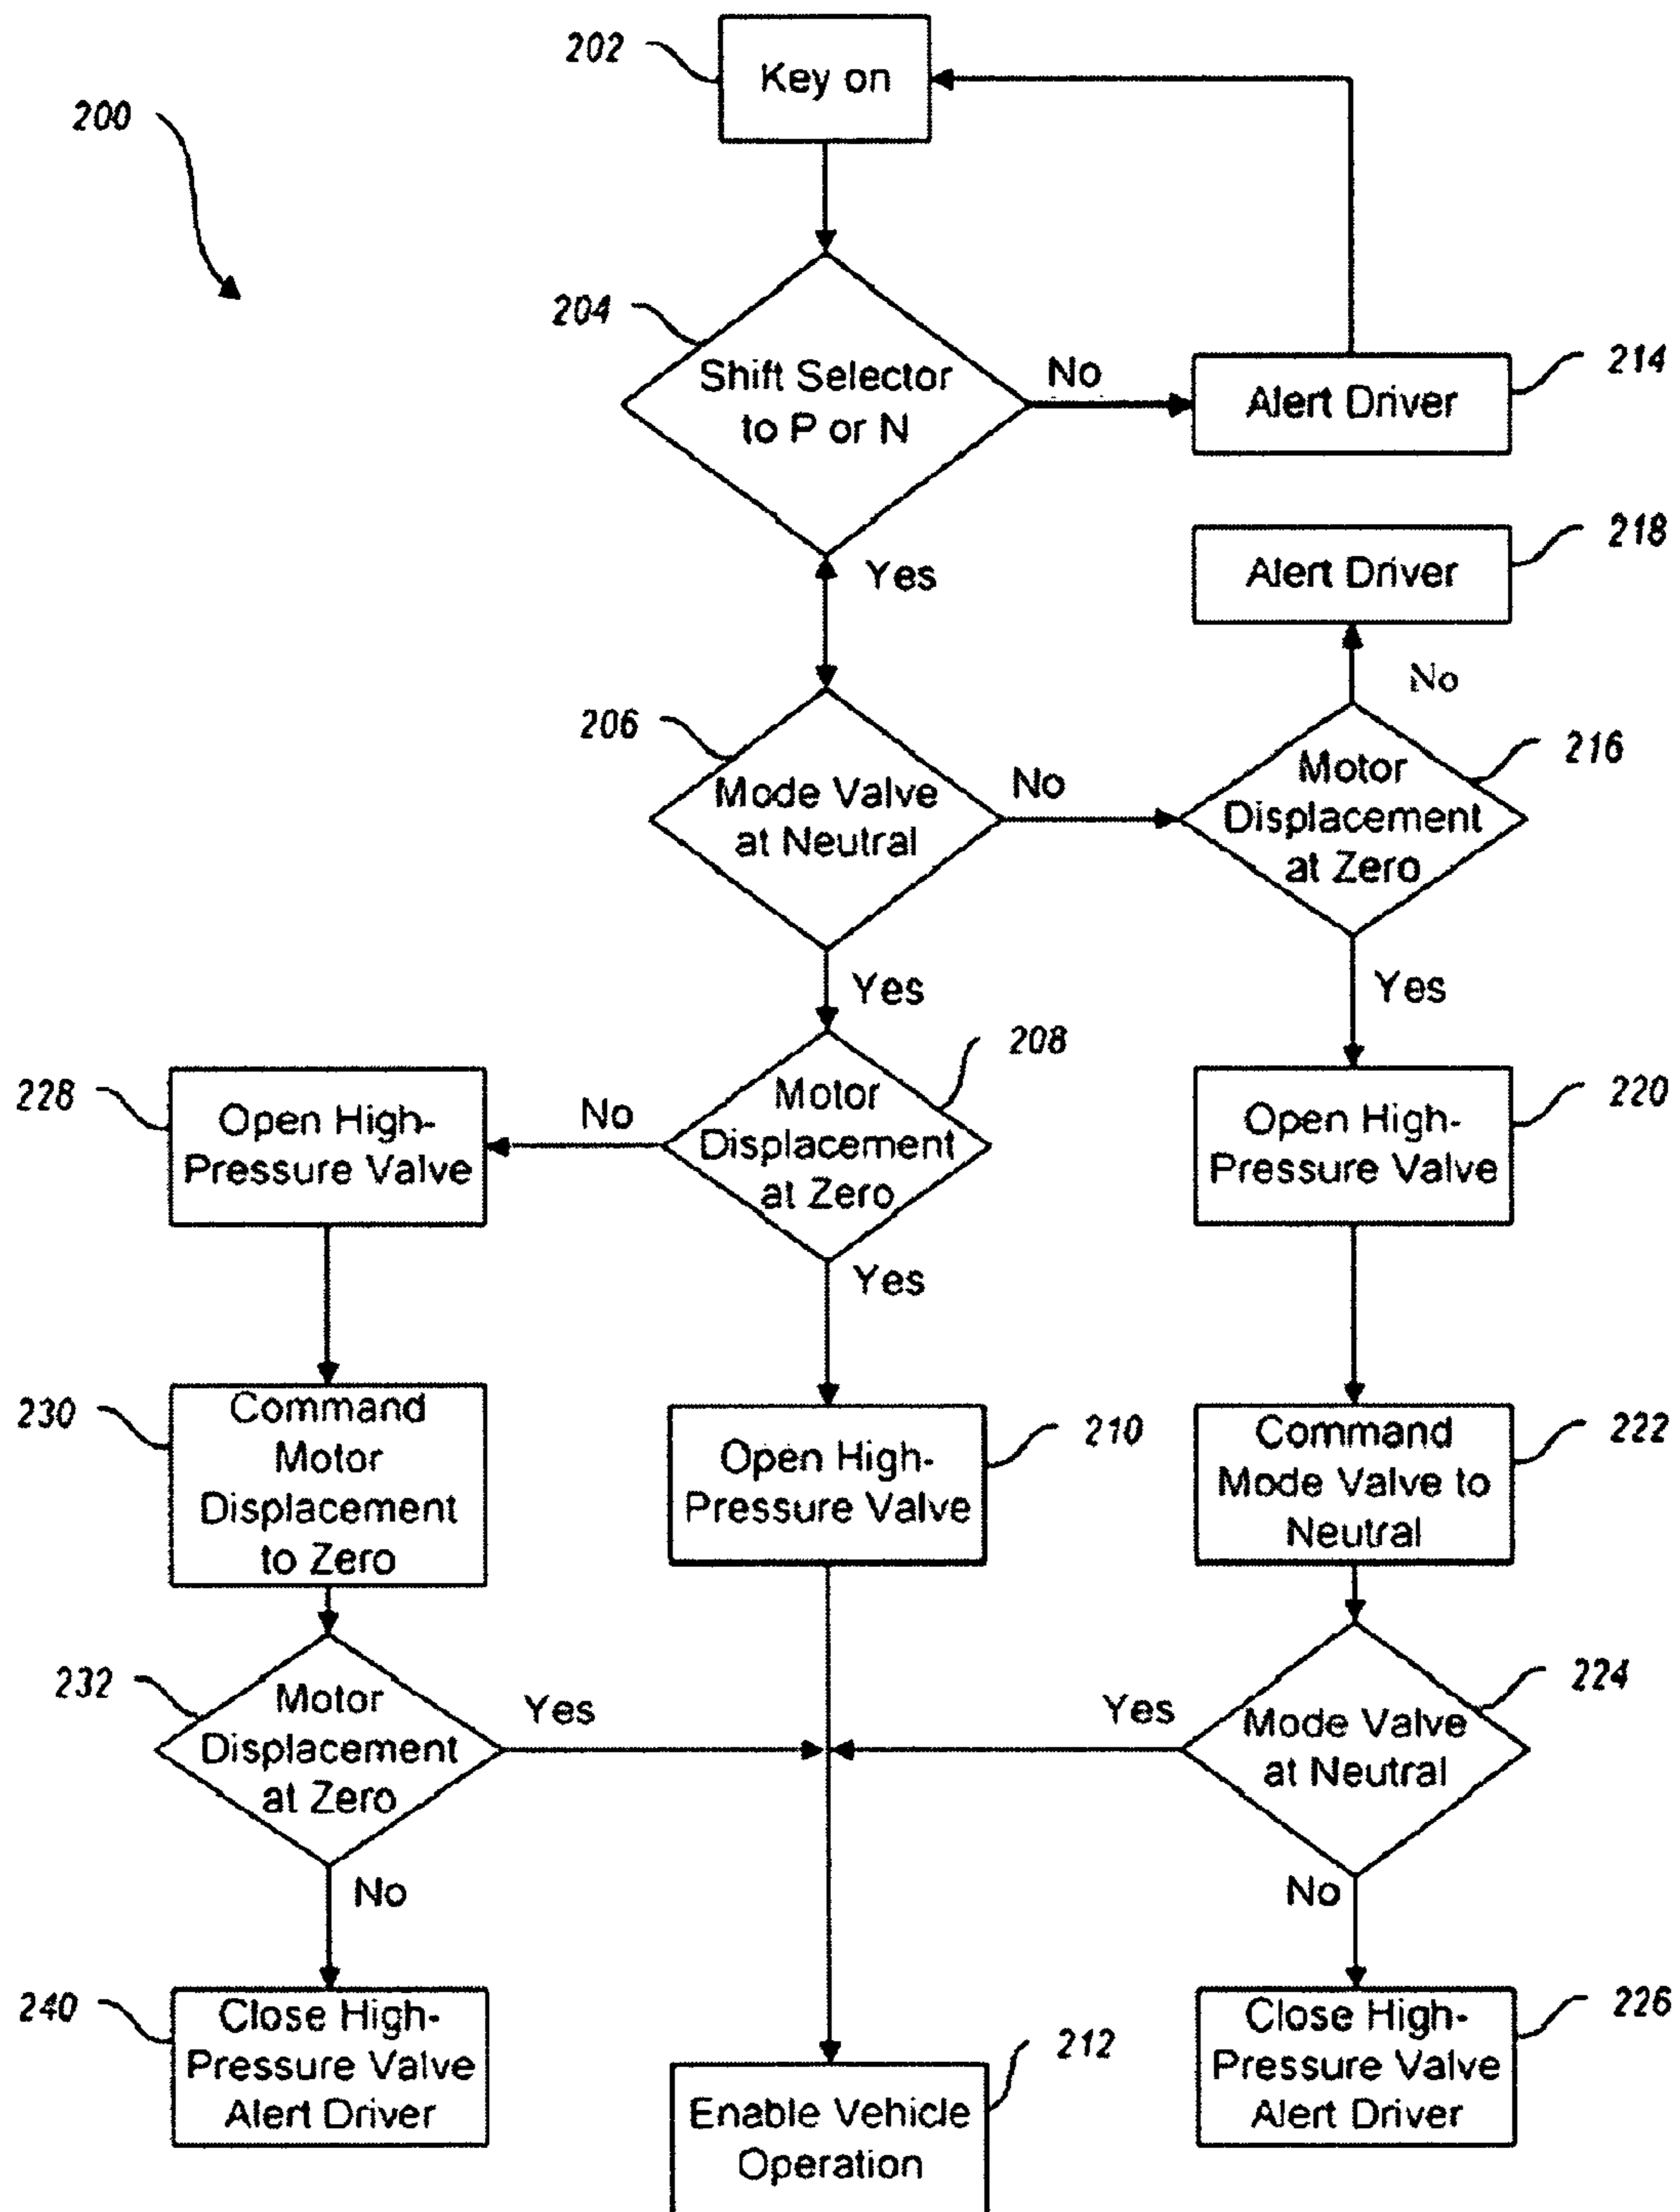 202
Key on
200
204
Shift Selector
to P or N
No
Alert Driver
214
Yes
Alert Driver
218
No
206
Mode Valve
at Neutral
No
Motor
Displacement
at Zero
216
Yes
Yes
208
Motor
Displacement
at Zero
No
228
Open High-
Pressure Valve
Open High-
Pressure Valve
220
Yes
230
Command
Motor
Displacement
to Zero
Open High-
Pressure Valve
210
Command
Mode Valve to
Neutral
222
232
Motor
Displacement
at Zero
Yes
Yes
Mode Valve
at Neutral
224
No
No
240
Close High-
Pressure Valve
Alert Driver
Enable Vehicle
Operation
212
Close High-
Pressure Valve
Alert Driver
226